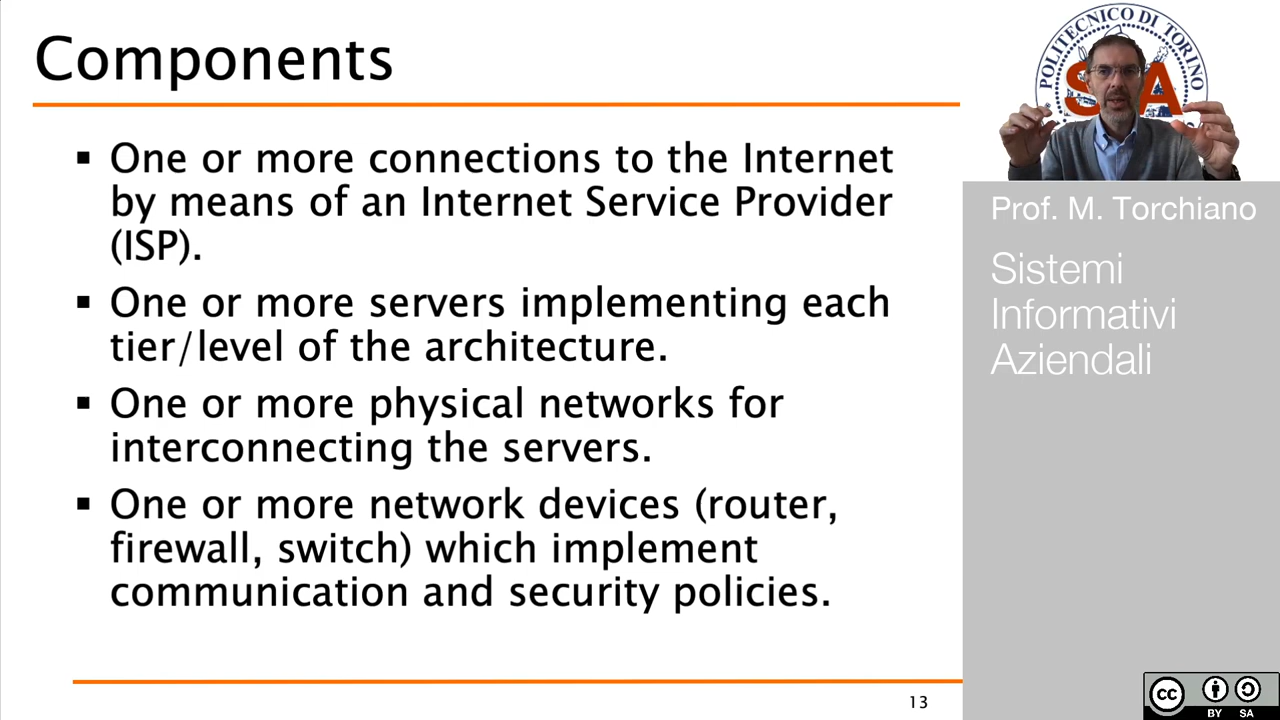 Components
▪ One or more connections to the Internet
by means of an Internet Service Provider
(ISP).
▪ One or more servers implementing each
tier/level of the architecture.
▪ One or more physical networks for
interconnecting the servers.
▪ One or more network devices (router,
firewall, switch) which implement
communication and security policies.
13
POLITECNICO DI TORINO
S A
Prof. M. Torchiano
Sistemi
Informativi
Aziendali
cc
BY SA